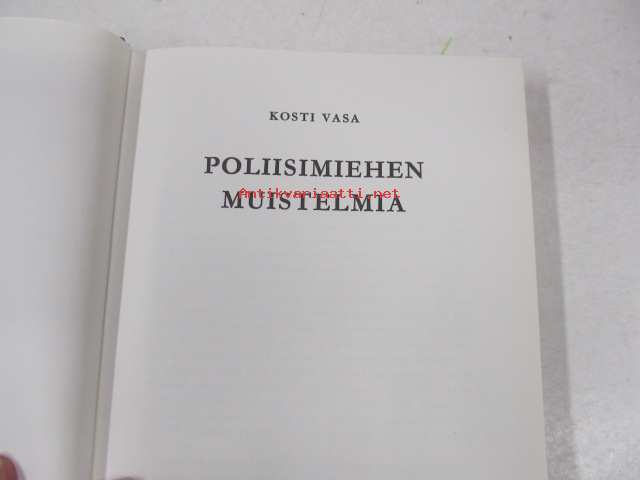 KOSTI VASA
POLIISIMIEHEN
Antikvariaatti.net
MUISTELMIA